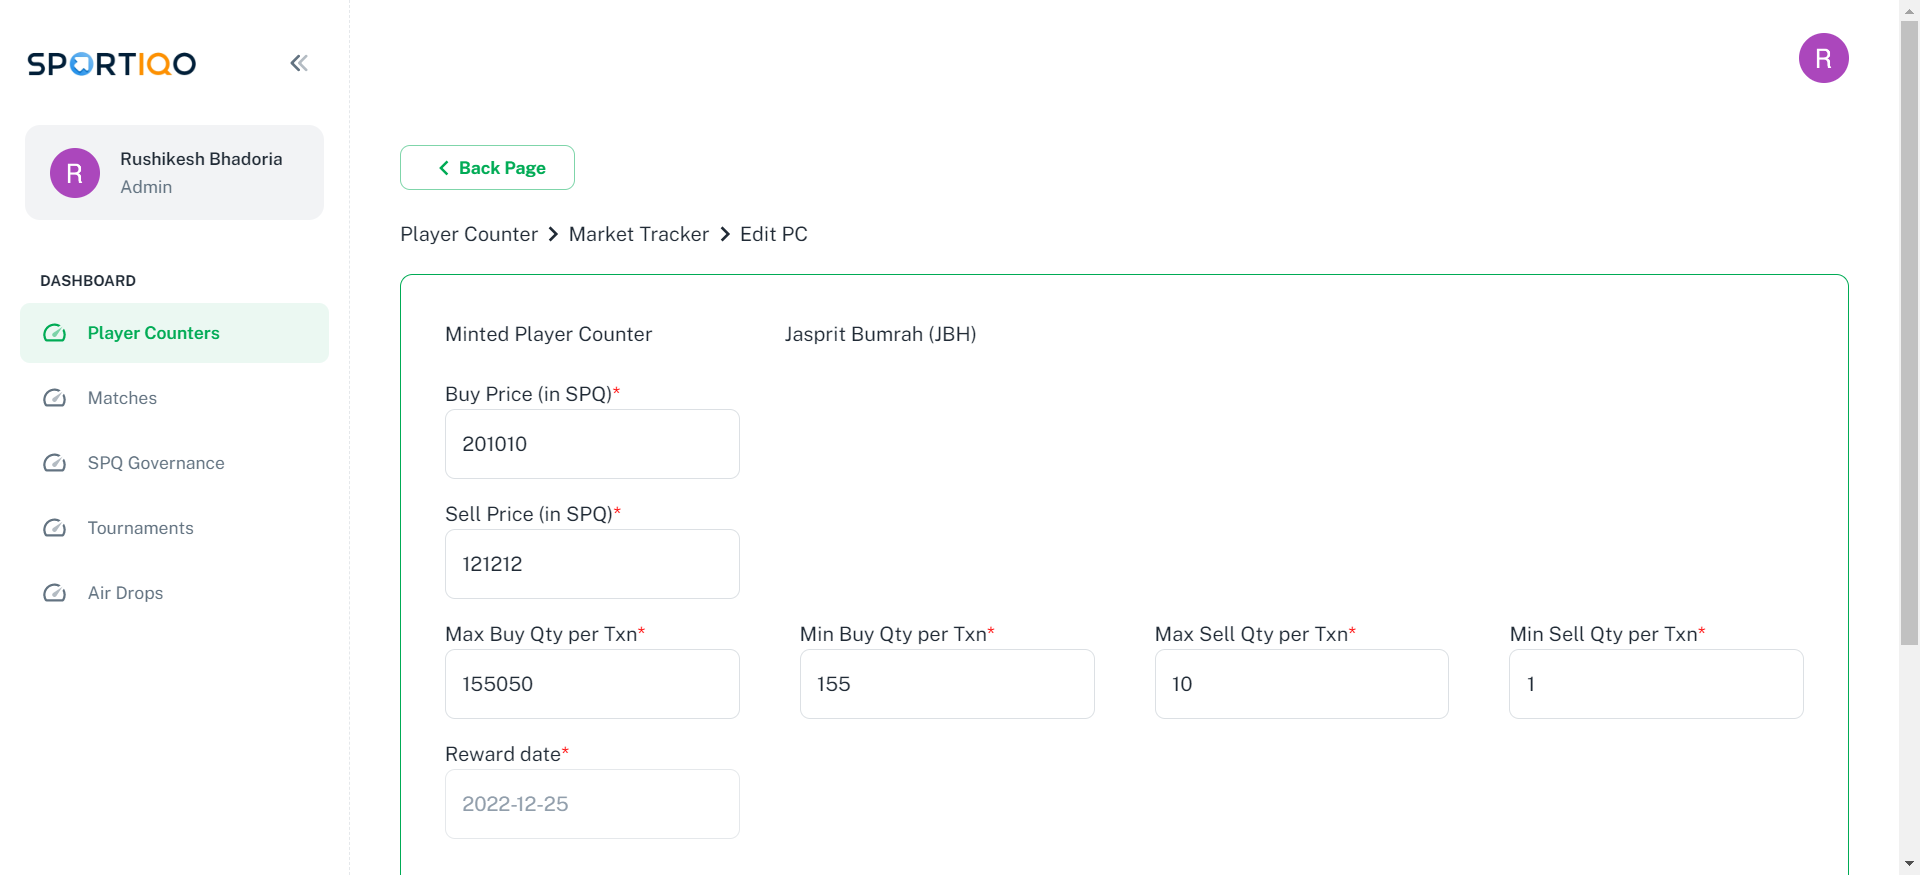 SPORTIQO
R
R
Rushikesh Bhadoria
Admin
DASHBOARD
Player Counters
Matches
SPQ Governance
Tournaments
Air Drops
Back Page
Player Counter > Market Tracker > Edit PC
Minted Player Counter Jasprit Bumrah (JBH)
Buy Price (in SPQ)*
201010
Sell Price (in SPQ)*
121212
Max Buy Qty per Txn* Min Buy Qty per Txn* Max Sell Qty per Txn* Min Sell Qty per Txn*
155050 155 10 1
Reward date*
2022-12-25